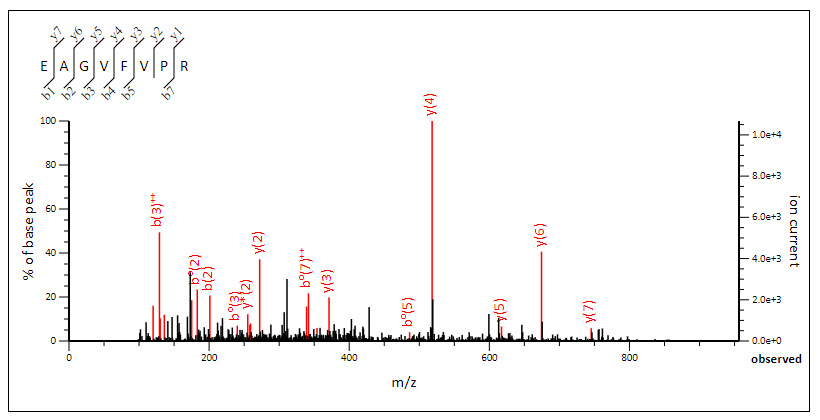 y7 y6 y5 y4 y3 y2 y1
E A G V F V P R
b1 b2 b3 b4 b5 b7
% of base peak
100
80
60
40
20
0
b(3)++
b°(2)
b(2)
b°(3)
y*(2)
y(2)
b°(7)++
y(3)
b°(5)
y(4)
y(5)
y(6)
y(7)
1.0e+4
8.0e+3
6.0e+3
4.0e+3
2.0e+3
0.0e+0
ion current
0 200 400 600 800
observed
m/z